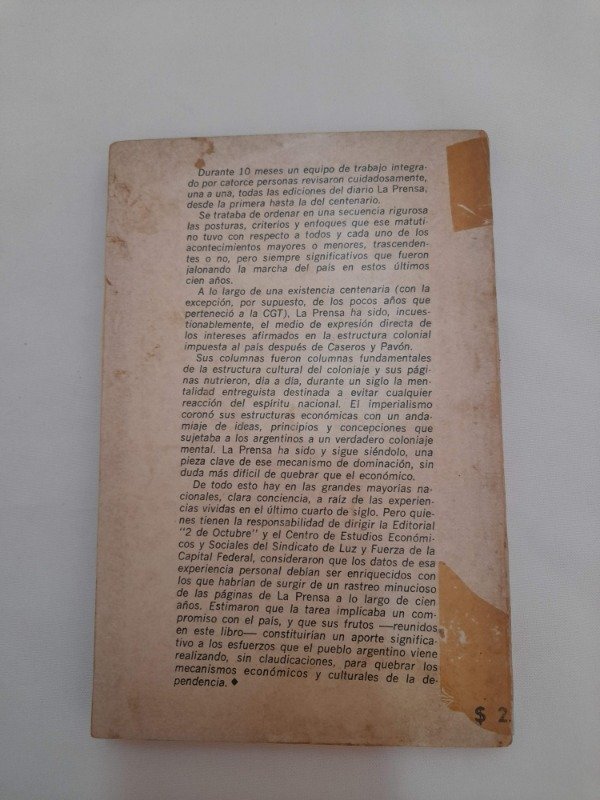 Durante 10 meses un equipo de trabajo integra-
do por catorce personas revisaron cuidadosamente,
una a una, todas las ediciones del diario La Prensa,
desde la primera hasta la del centenario.
Se trataba de ordenar en una secuencia rigurosa
las posturas, criterios y enfoques que ese matuti-
no tuvo con respecto a todos y cada uno de los
acontecimientos mayores o menores, trascenden-
tes o no, pero siempre significativos que fueron
jalonando la marcha del país en estos últimos
cien años.
A lo largo de una existencia centenaria (con la
excepción, por supuesto, de los pocos años que
perteneció a la CGT), La Prensa ha sido, incues-
tionablemente, el medio de expresión directa de
los intereses afirmados en la estructura colonial
impuesta al país después de Caseros y Pavón.
Sus columnas fueron columnas fundamentales
de la estructura cultural del coloniaje y sus pági-
nas nutrieron, día a día, durante un siglo la men-
talidad entreguista destinada a evitar cualquier
reacción del espíritu nacional. El imperialismo
coronó sus estructuras económicas con un anda-
miaje de ideas, principios y concepciones que
sujetaba a los argentinos a un verdadero coloniaje
mental. La Prensa ha sido y sigue siéndolo, una
pieza clave de ese mecanismo de dominación, sin
duda más difícil de quebrar que el económico.
De todo esto hay en las grandes mayorías na-
cionales, clara conciencia, a raíz de las experien-
cias vividas en el último cuarto de siglo. Pero quie-
nes tienen la responsabilidad de dirigir la Editorial
"2 de Octubre" y el Centro de Estudios Económi-
cos y Sociales del Sindicato de Luz y Fuerza de la
Capital Federal, consideraron que los datos de esa
experiencia personal debían ser enriquecidos con
los que habrían de surgir de un rastreo minucioso
de las páginas de La Prensa a lo largo de cien
años. Estimaron que la tarea implicaba un com-
promiso con el país, y que sus frutos —reunidos
en este libro— constituirían un aporte significa-
tivo a los esfuerzos que el pueblo argentino viene
realizando, sin claudicaciones, para quebrar los
mecanismos económicos y culturales de la de-
pendencia. ◆
$ 2